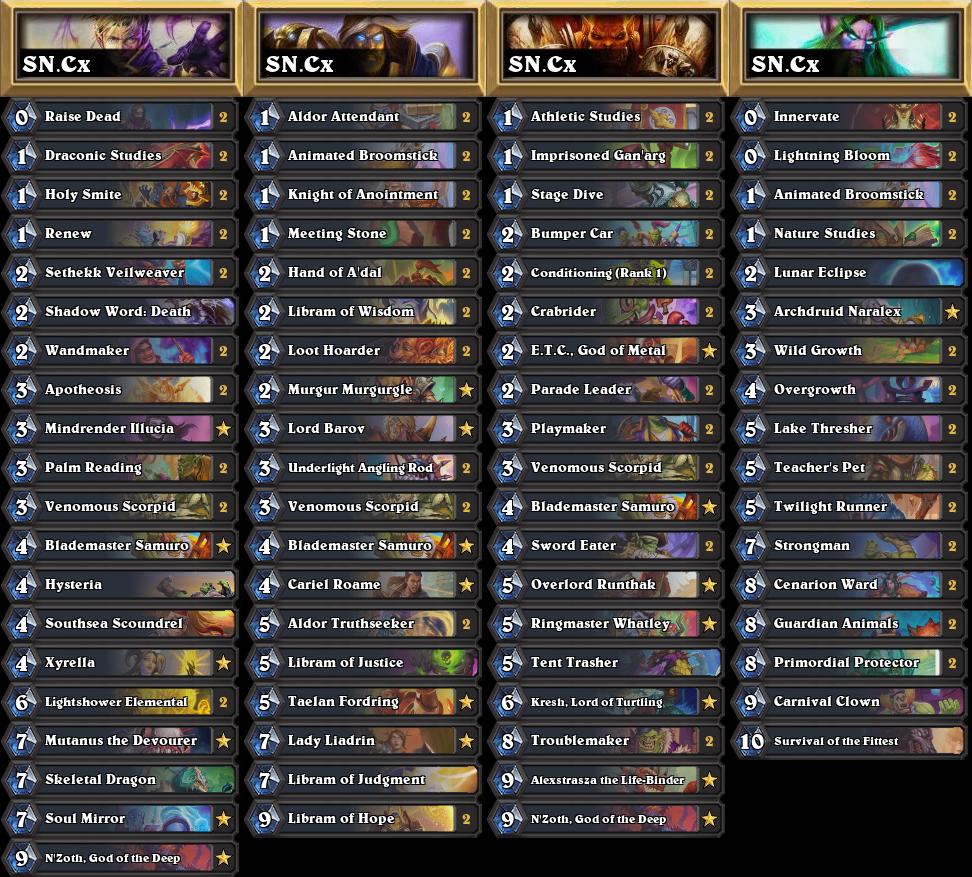 SN.Cx
0 Raise Dead 2
1 Draconic Studies 2
1 Holy Smite 2
1 Renew 2
2 Sethekk Veilweaver 2
2 Shadow Word: Death
2 Wandmaker 2
3 Apotheosis 2
3 Mindrender Illucia
3 Palm Reading 2
3 Venomous Scorpid 2
4 Blademaster Samuro
4 Hysteria
4 Southsea Scoundrel
4 Xyrella
6 Lightshower Elemental 2
7 Mutanus the Devourer
7 Skeletal Dragon
7 Soul Mirror
9 N'Zoth, God of the Deep
SN.Cx
1 Aldor Attendant 2
1 Animated Broomstick 2
1 Knight of Anointment 2
1 Meeting Stone 2
2 Hand of A'dal 2
2 Libram of Wisdom 2
2 Loot Hoarder 2
2 Murgur Murgurgle
3 Lord Barov
3 Underlight Angling Rod 2
3 Venomous Scorpid 2
4 Blademaster Samuro
4 Cariel Roame
5 Aldor Truthseeker 2
5 Libram of Justice
5 Taelan Fordring
7 Lady Liadrin
7 Libram of Judgment
9 Libram of Hope 2
SN.Cx
1 Athletic Studies 2
1 Imprisoned Gan'arg 2
1 Stage Dive 2
2 Bumper Car 2
2 Conditioning (Rank 1) 2
2 Crabrider 2
2 E.T.C., God of Metal
2 Parade Leader 2
3 Playmaker 2
3 Venomous Scorpid 2
4 Blademaster Samuro
4 Sword Eater 2
5 Overlord Runthak
5 Ringmaster Whatley
5 Tent Trasher
6 Kresh, Lord of Turtling
8 Troublemaker 2
9 Alexstrasza the Life-Binder
9 N'Zoth, God of the Deep
SN.Cx
0 Innervate 2
0 Lightning Bloom 2
1 Animated Broomstick 2
1 Nature Studies 2
2 Lunar Eclipse
3 Archdruid Naralex
3 Wild Growth 2
4 Overgrowth 2
5 Lake Thresher 2
5 Teacher's Pet 2
5 Twilight Runner 2
7 Strongman 2
8 Cenarion Ward 2
8 Guardian Animals 2
8 Primordial Protector 2
9 Carnival Clown
10 Survival of the Fittest